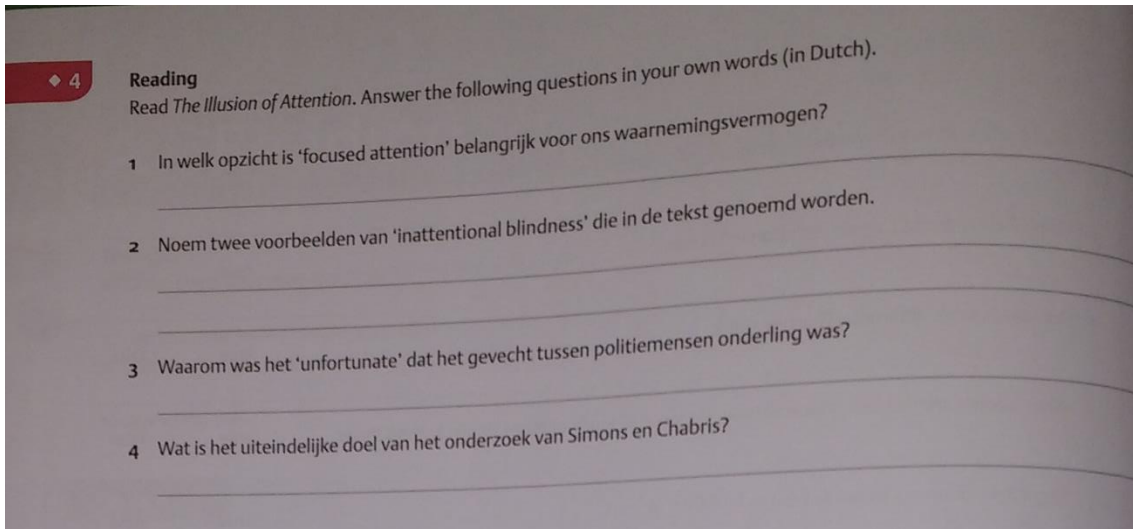 ◆ 4 Reading
Read The Illusion of Attention. Answer the following questions in your own words (in Dutch).
1 In welk opzicht is ‘focused attention’ belangrijk voor ons waarnemingsvermogen?
2 Noem twee voorbeelden van ‘inattentional blindness’ die in de tekst genoemd worden.
3 Waarom was het ‘unfortunate’ dat het gevecht tussen politiemensen onderling was?
4 Wat is het uiteindelijke doel van het onderzoek van Simons en Chabris?